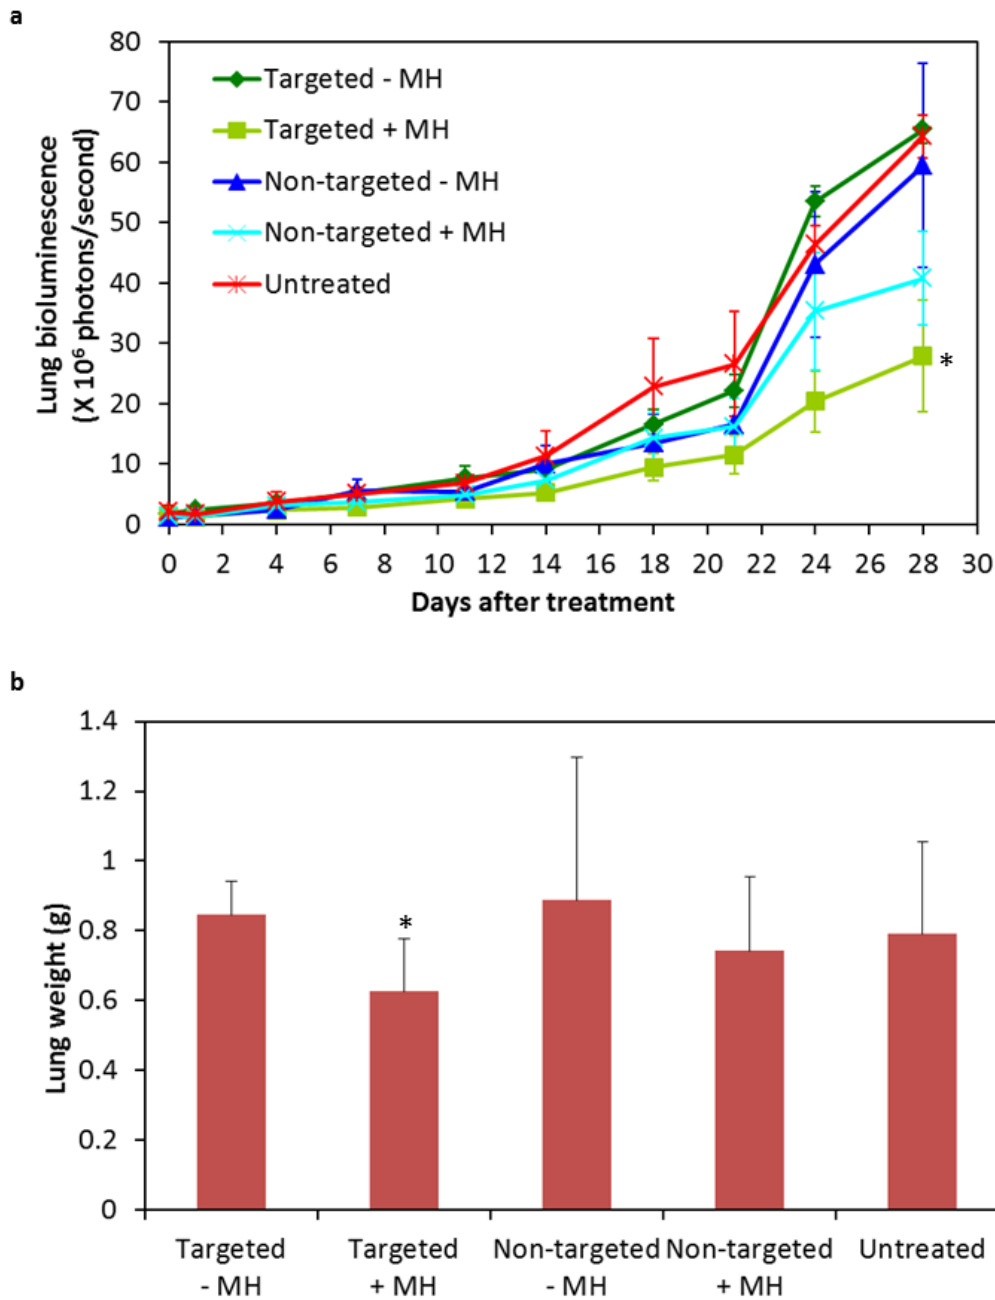 a
80
70
60
50
40
30
20
10
0
Lung bioluminescence
(X 10⁶ photons/second)
Targeted - MH
Targeted + MH
Non-targeted - MH
Non-targeted + MH
Untreated
*
0 2 4 6 8 10 12 14 16 18 20 22 24 26 28 30
Days after treatment
b
1.4
1.2
1
0.8
0.6
0.4
0.2
0
Lung weight (g)
*
Targeted
- MH
Targeted
+ MH
Non-targeted
- MH
Non-targeted
+ MH
Untreated